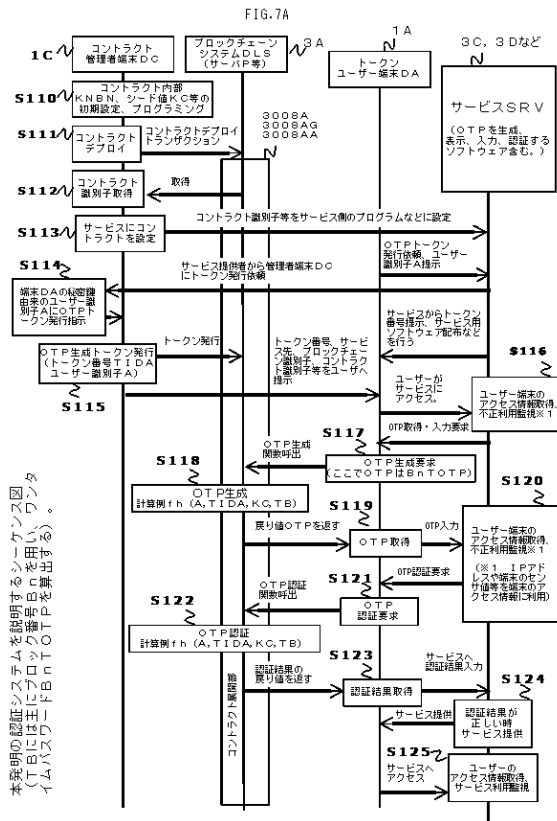 FIG.7A
1C
コントラクト
管理者端末DC
ブロックチェーン
システムDLS
(サーバP等)
3A
1A
トークン
ユーザー端末DA
3C, 3Dなど
サービスSRV
(OTPを生成、
表示、入力、認証する
ソフトウェア含む。)
S110
コントラクト内部
KNBN、シード値KC等の
初期設定、プログラミング
S111
コントラクト
デプロイ
コントラクトデプロイ
トランザクション
3008A
3008AG
3008AA
S112
コントラクト
識別子取得
取得
S113
サービスにコント
ラクトを設定
コントラクト識別子等をサービス側のプログラムなどに設定
OTPトークン
発行依頼、ユーザー
識別子A提示
S114
サービス提供者から管理者端末DC
にトークン発行依頼
端末DAの秘密鍵
由来のユーザー識
別子AにOTPト
ークン発行指示
サービスからトークン
番号提示、サービス用
ソフトウェア配布など
を行う
OTP生成トークン発行
(トークン番号TIDA
ユーザー識別子A)
S115
トークン発行
トークン番号、サービ
ス先、ブロックチェー
ン識別子、コントラク
ト識別子等をユーザへ
提示
ユーザーが
サービスに
アクセス。
S116
ユーザー端末の
アクセス情報取得、
不正利用監視※1
OTP取得・入力要求
S117
OTP生成
関数呼出
OTP生成要求
(ここでOTPはBnTOTP)
S118
OTP生成
計算例fh(A,TIDA,KC,TB)
S119
戻り値OTPを返す
OTP取得
OTP入力
S120
ユーザー端末の
アクセス情報取得、
不正利用監視※1
(※1 IPアド
レスや端末のセン
サ値等を端末の
アクセス情報に利用)
OTP認証要求
S121
OTP認証
関数呼出
OTP
認証要求
S122
OTP認証
計算例fh(A,TIDA,KC,TB)
S123
認証結果の
戻り値を返す
認証結果取得
サービスへ
認証結果入力
S124
認証結果が
正しい時
サービス提供
サービス提供
S125
サービスへ
アクセス
ユーザーの
アクセス情報取得、
サービス利用監視
コントラクト展開部
本発明の認証システムを説明するシーケンス図
(TBには主にブロック番号Bnを用い、ワンタ
イムパスワードBnTOTPを算出する)。